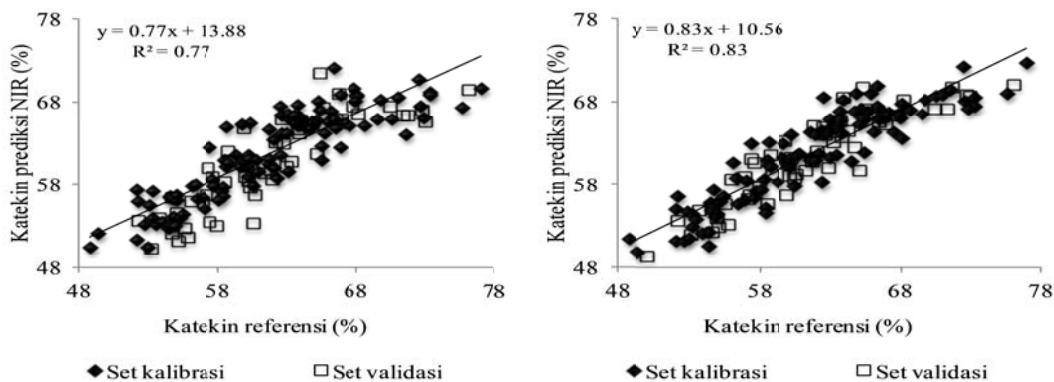 78
68
58
48
Katekin prediksi NIR (%)
y = 0.77x + 13.88
R² = 0.77
48 58 68 78
Katekin referensi (%)
Set kalibrasi Set validasi
78
68
58
48
Katekin prediksi NIR (%)
y = 0.83x + 10.56
R² = 0.83
48 58 68 78
Katekin referensi (%)
Set kalibrasi Set validasi